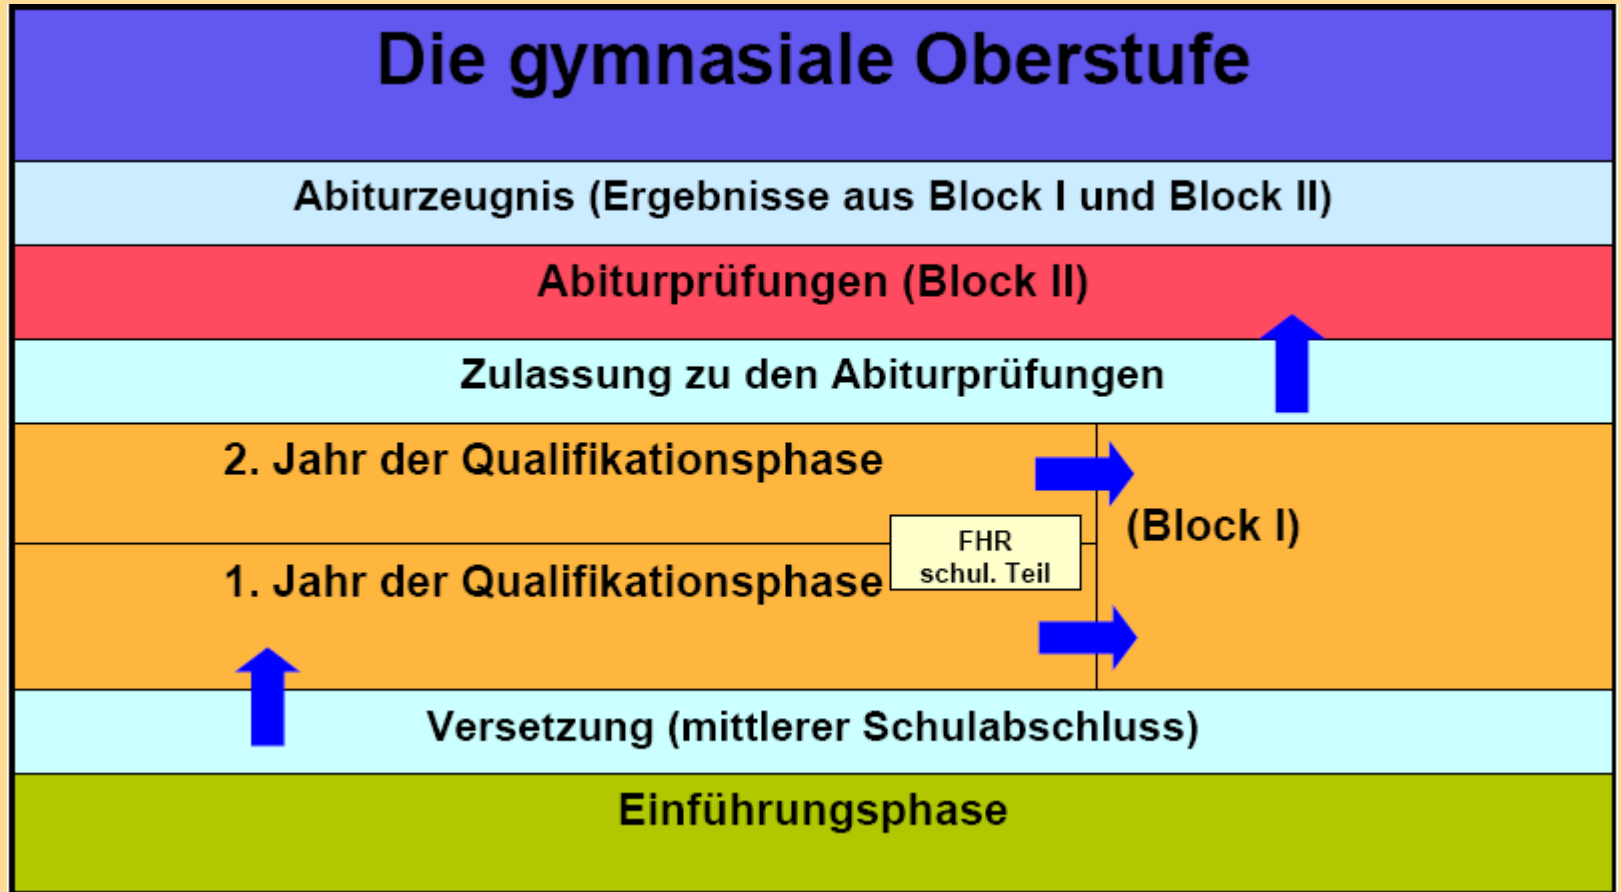 Die gymnasiale Oberstufe
Abiturzeugnis (Ergebnisse aus Block I und Block II)
Abiturprüfungen (Block II)
Zulassung zu den Abiturprüfungen
2. Jahr der Qualifikationsphase
(Block I)
FHR
schul. Teil
1. Jahr der Qualifikationsphase
Versetzung (mittlerer Schulabschluss)
Einführungsphase